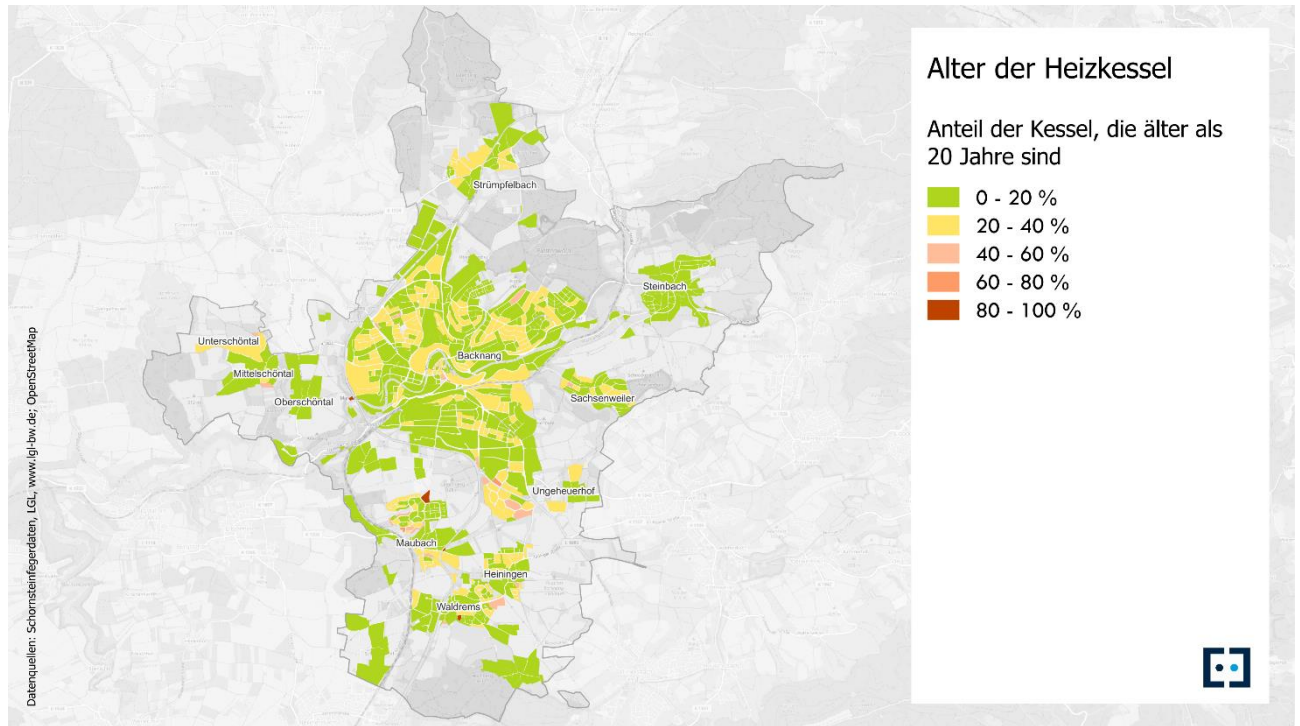 Alter der Heizkessel
Anteil der Kessel, die älter als
20 Jahre sind
0 - 20 %
20 - 40 %
40 - 60 %
60 - 80 %
80 - 100 %
Strümpfelbach
Steinbach
Unterschöntal
Mittelschöntal
Backnang
Oberschöntal
Sachsenweiler
Ungeheuerhof
Maubach
Heiningen
Waldrems
Datenquellen: Schornsteinfegerdaten, LGL, www.lgl-bw.de; OpenStreetMap